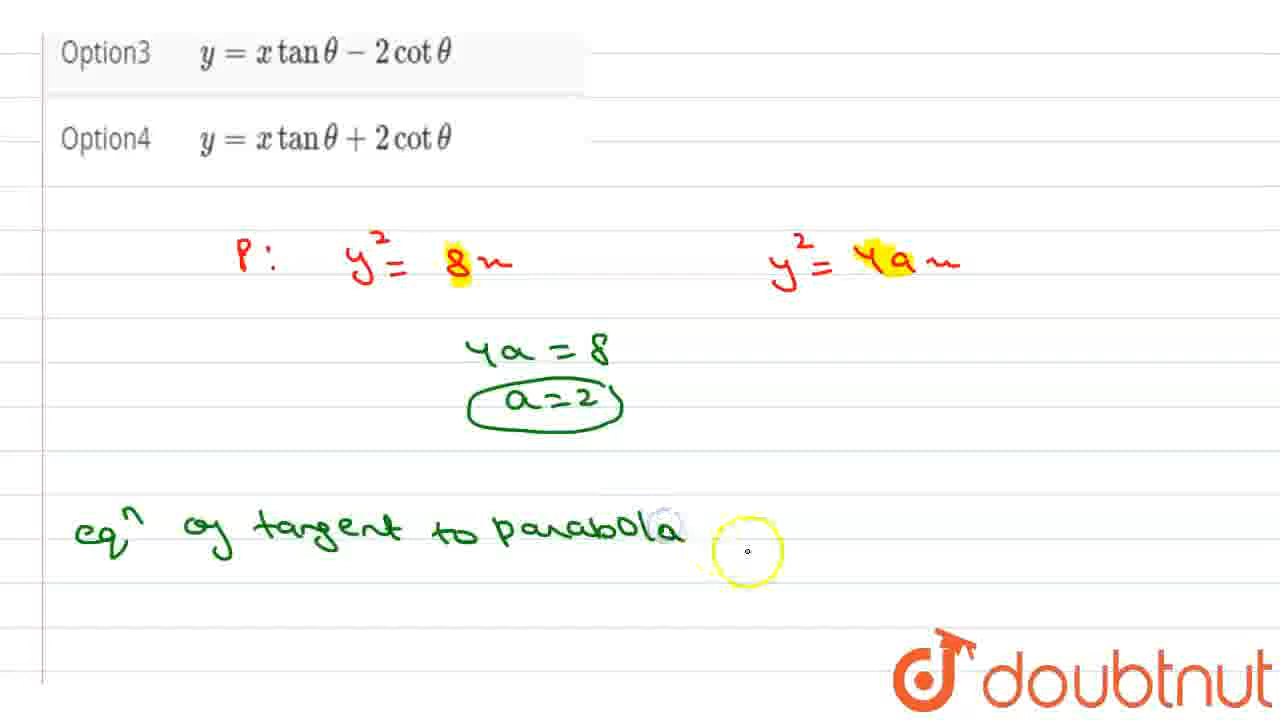 Option3 y = x tan θ − 2 cot θ
Option4 y = x tan θ + 2 cot θ
P: y² = 8x y² = 4ax
4a = 8
a = 2
eqⁿ of tangent to parabola
doubtnut